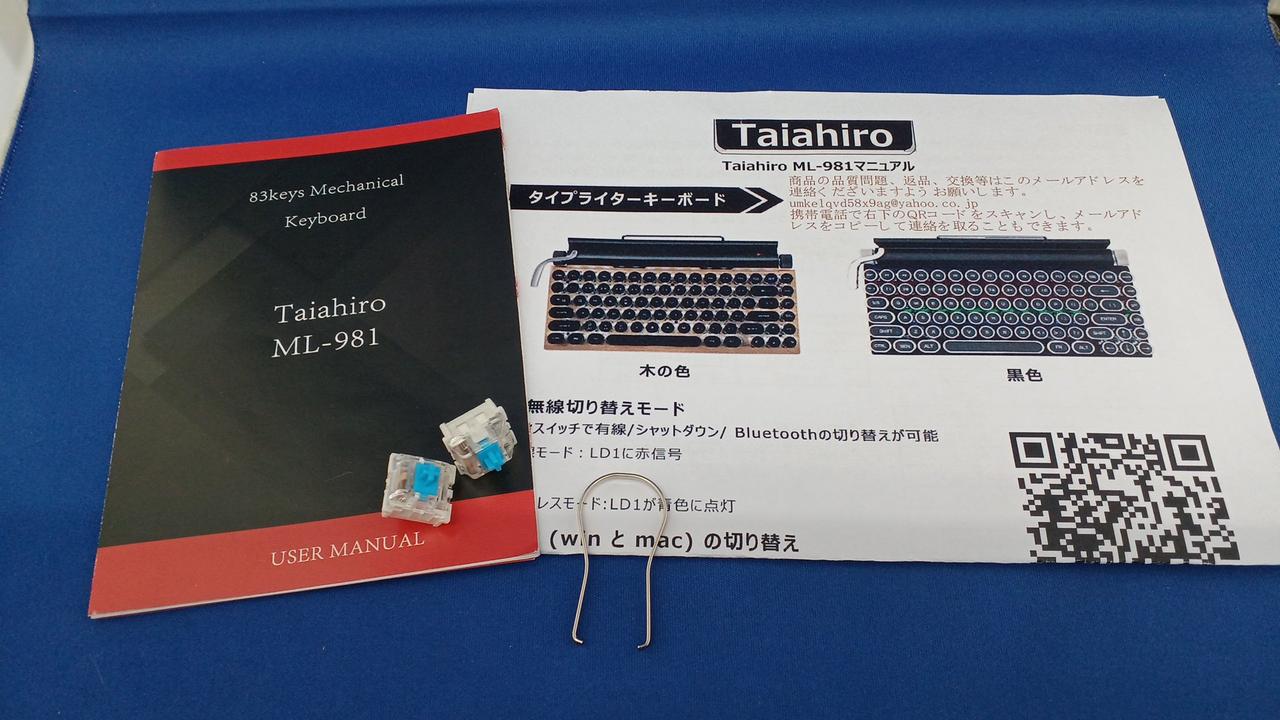 83keys Mechanical
Keyboard
Taiahiro
ML-981
USER MANUAL
Taiahiro
Taiahiro ML-981マニュアル
タイプライターキーボード
商品の品質問題、返品、交換等はこのメールアドレスを
連絡くださいますようお願いします。
umkelqvd58x9ag@yahoo.co.jp
携帯電話で右下のQRコードをスキャンし、メールアド
レスをコピーして連絡を取ることもできます。
木の色
黒色
無線切り替えモード
スイッチで有線/シャットダウン/ Bluetoothの切り替えが可能
モード：LD1に赤信号
レスモード:LD1が青色に点灯
(win と mac) の切り替え